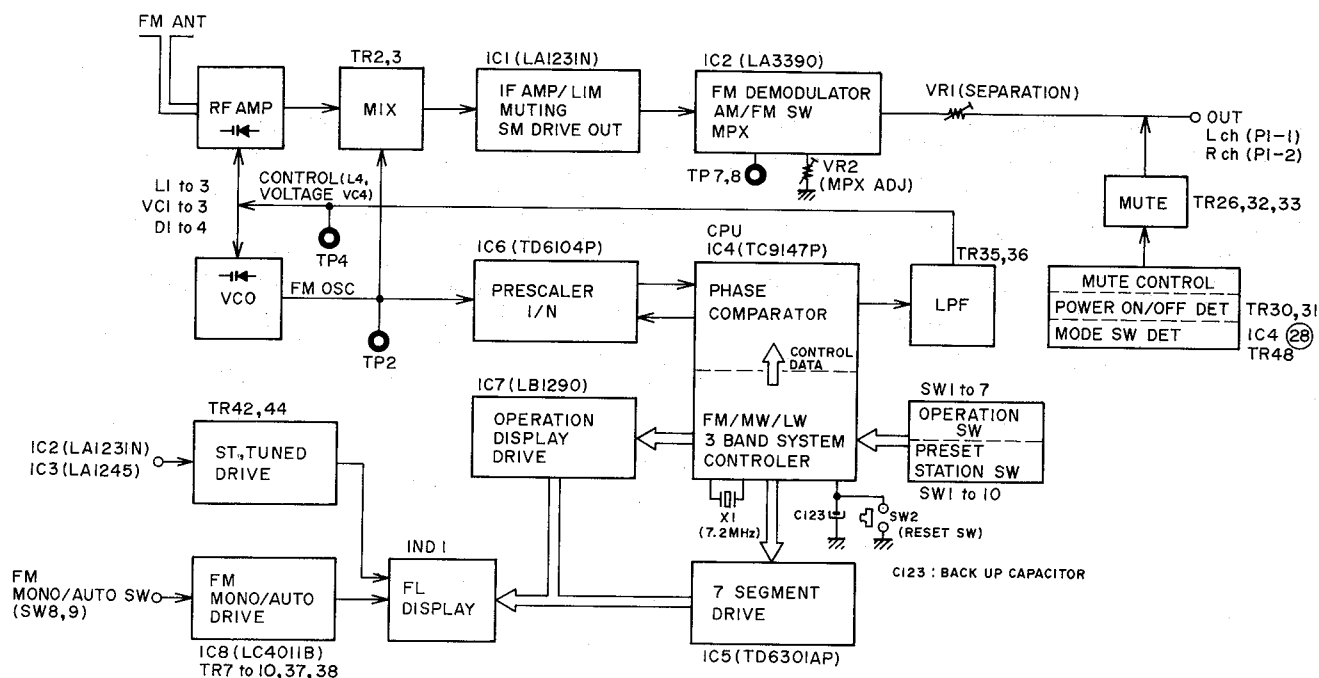 FM ANT
RF AMP
TR2,3
MIX
IC1 (LA1231N)
IF AMP/LIM
MUTING
SM DRIVE OUT
IC2 (LA3390)
FM DEMODULATOR
AM/FM SW
MPX
VR1 (SEPARATION)
OUT
L ch (P1-1)
R ch (P1-2)
TP 7,8
VR2
(MPX ADJ)
MUTE
TR26,32,33
L1 to 3
VC1 to 3
D1 to 4
CONTROL (L4,
VOLTAGE VC4)
TP4
VCO
FM OSC
TP2
IC6 (TD6104P)
PRESCALER
1/N
CPU
IC4 (TC9147P)
PHASE
COMPARATOR
CONTROL
DATA
FM/MW/LW
3 BAND SYSTEM
CONTROLER
TR35,36
LPF
MUTE CONTROL
POWER ON/OFF DET
MODE SW DET
TR30,31
IC4 28
TR48
IC7 (LB1290)
OPERATION
DISPLAY
DRIVE
SW1 to 7
OPERATION
SW
PRESET
STATION SW
SW1 to 10
TR42,44
ST., TUNED
DRIVE
IC2 (LA1231N)
IC3 (LA1245)
X1
(7.2MHz)
C123
SW2
(RESET SW)
C123 : BACK UP CAPACITOR
IND 1
FL
DISPLAY
FM
MONO/AUTO SW
(SW8,9)
FM
MONO/AUTO
DRIVE
IC8 (LC4011B)
TR7 to 10,37,38
7 SEGMENT
DRIVE
IC5 (TD6301AP)